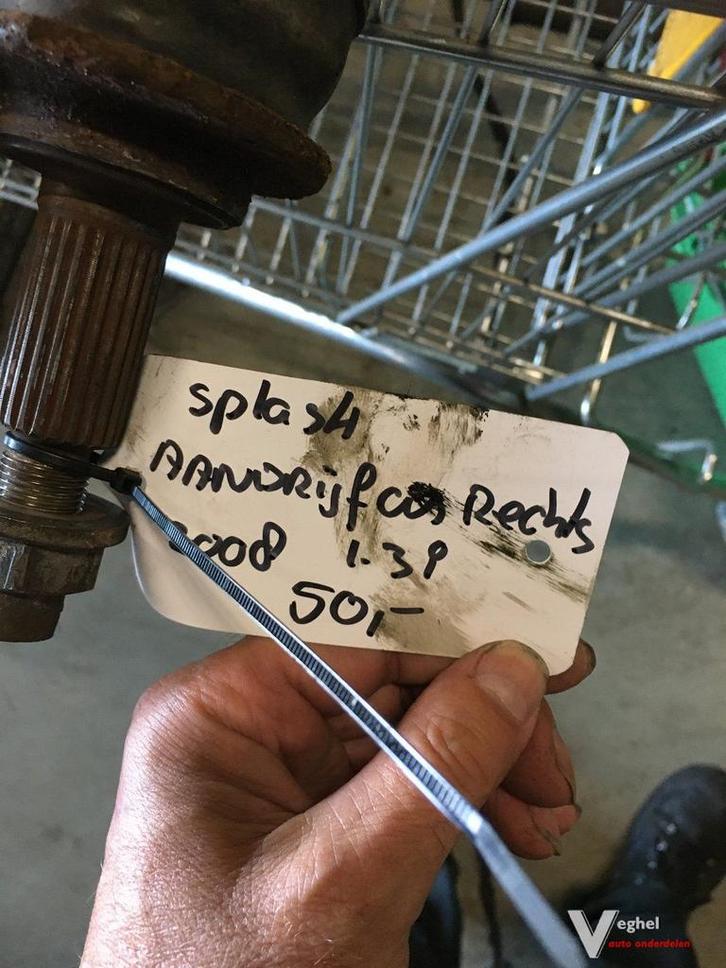 splash
AANDRijfas Rechts
2008 1.3i
50,-
Veghel
auto onderdelen